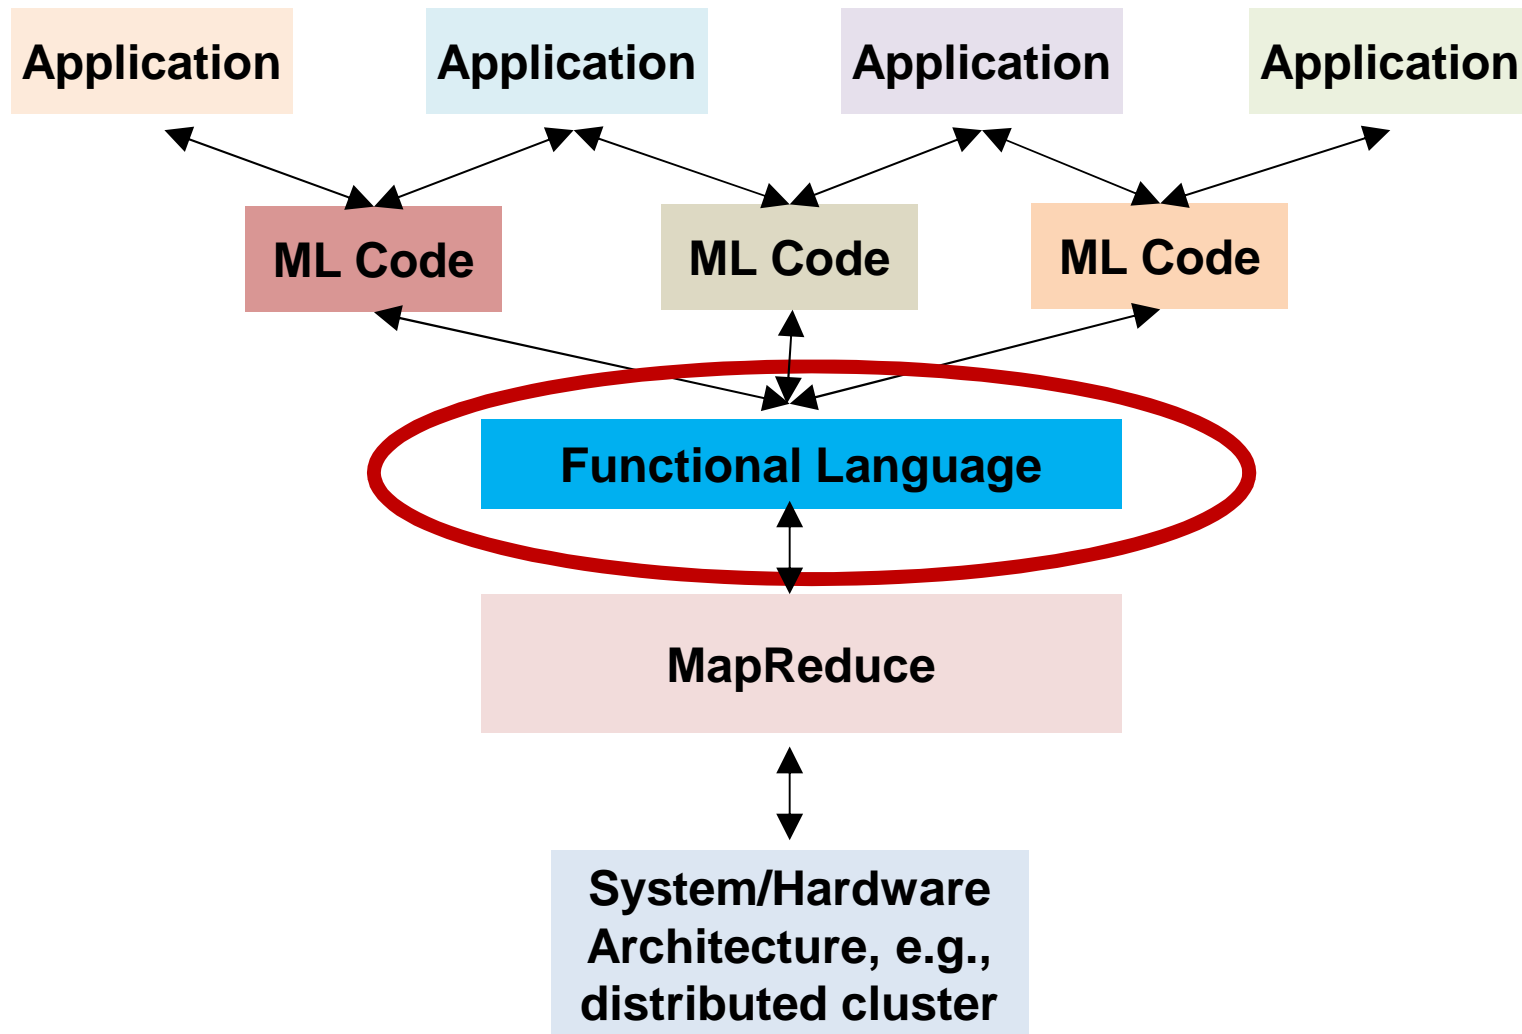 Application
Application
Application
Application
ML Code
ML Code
ML Code
Functional Language
MapReduce
System/Hardware
Architecture, e.g.,
distributed cluster